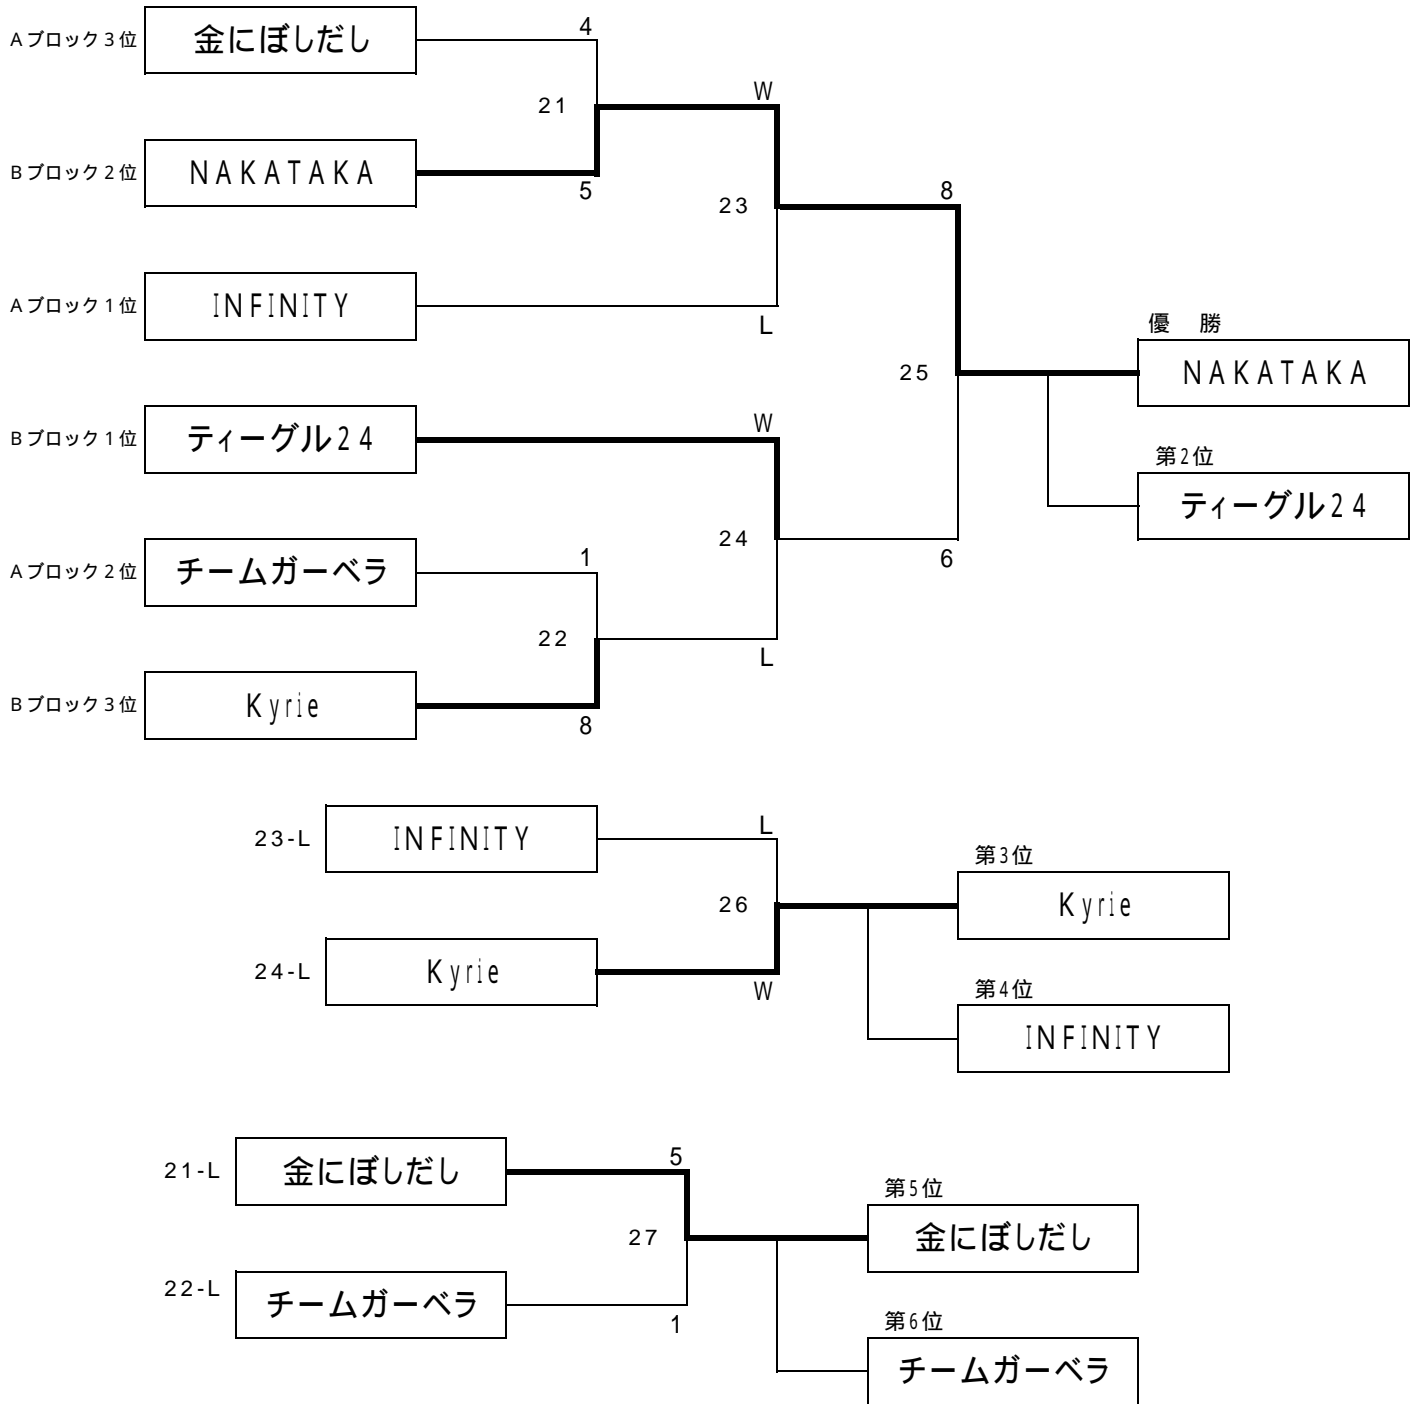 4
Aブロック3位 金にぼしだし
21
W
Bブロック2位 NAKATAKA
5
23
8
Aブロック1位 INFINITY
L
優 勝
25
NAKATAKA
Bブロック1位 ティーグル24
W
第2位
ティーグル24
24
6
Aブロック2位 チームガーベラ
1
22
L
Bブロック3位 Kyrie
8
23-L INFINITY
L
第3位
26
Kyrie
24-L Kyrie
W
第4位
INFINITY
21-L 金にぼしだし
5
第5位
27
金にぼしだし
22-L チームガーベラ
1
第6位
チームガーベラ